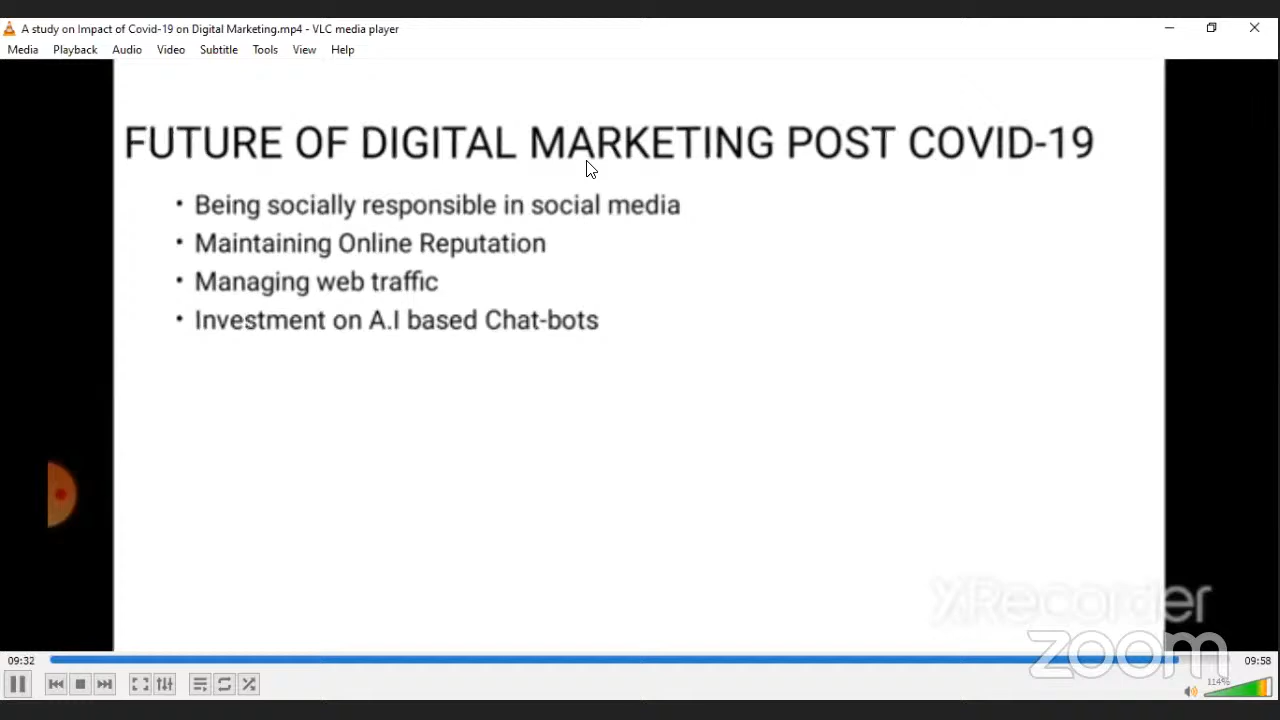 A study on Impact of Covid-19 on Digital Marketing.mp4 - VLC media player
Media Playback Audio Video Subtitle Tools View Help
FUTURE OF DIGITAL MARKETING POST COVID-19
• Being socially responsible in social media
• Maintaining Online Reputation
• Managing web traffic
• Investment on A.I based Chat-bots
XRecorder
zoom
09:32
09:58
114%